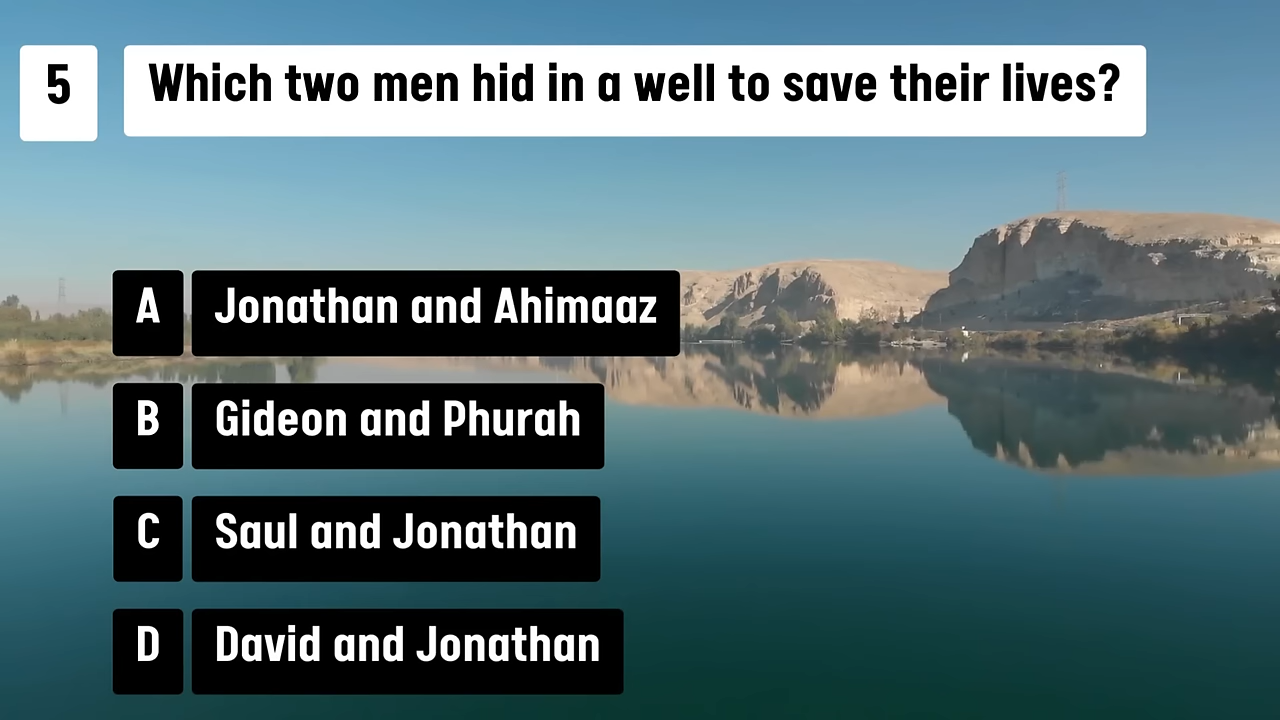 5 Which two men hid in a well to save their lives?
A Jonathan and Ahimaaz
B Gideon and Phurah
C Saul and Jonathan
D David and Jonathan